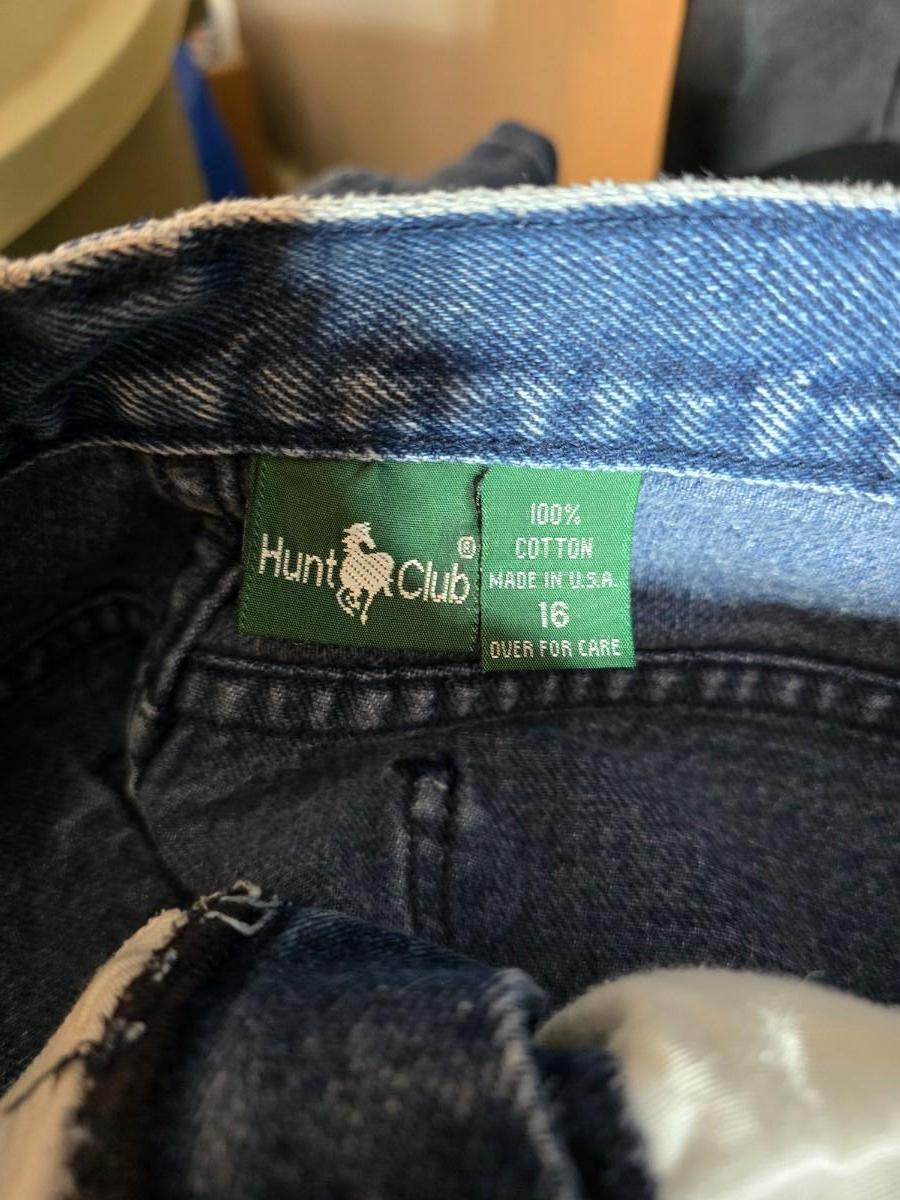 Hunt Club®
100%
COTTON
MADE IN U.S.A.
16
OVER FOR CARE